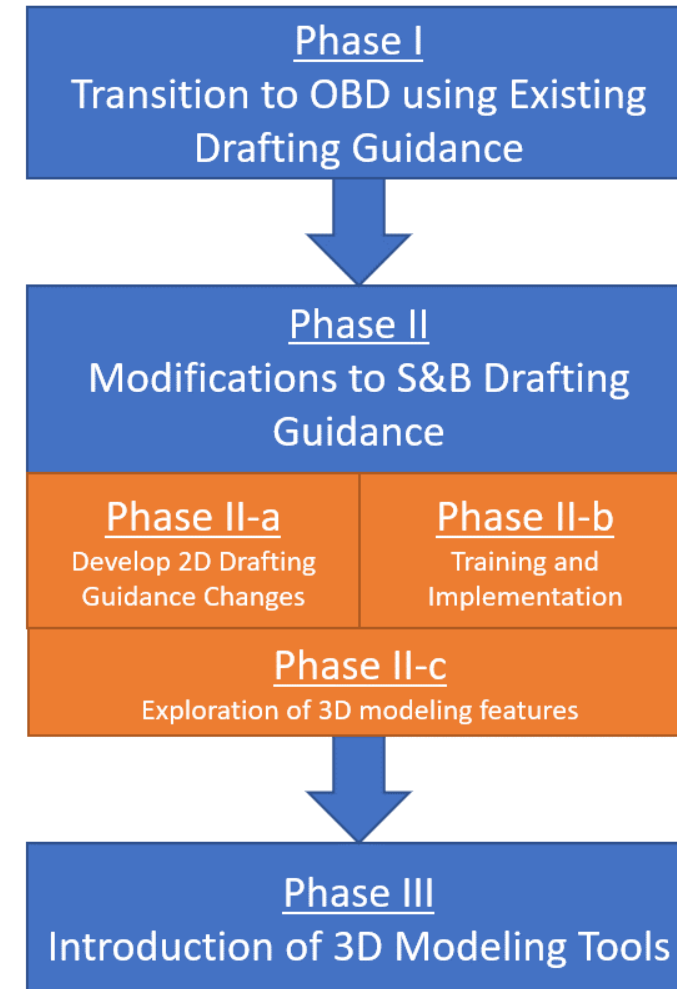 Phase I
Transition to OBD using Existing
Drafting Guidance
Phase II
Modifications to S&B Drafting
Guidance
Phase II-a
Develop 2D Drafting
Guidance Changes
Phase II-b
Training and
Implementation
Phase II-c
Exploration of 3D modeling features
Phase III
Introduction of 3D Modeling Tools